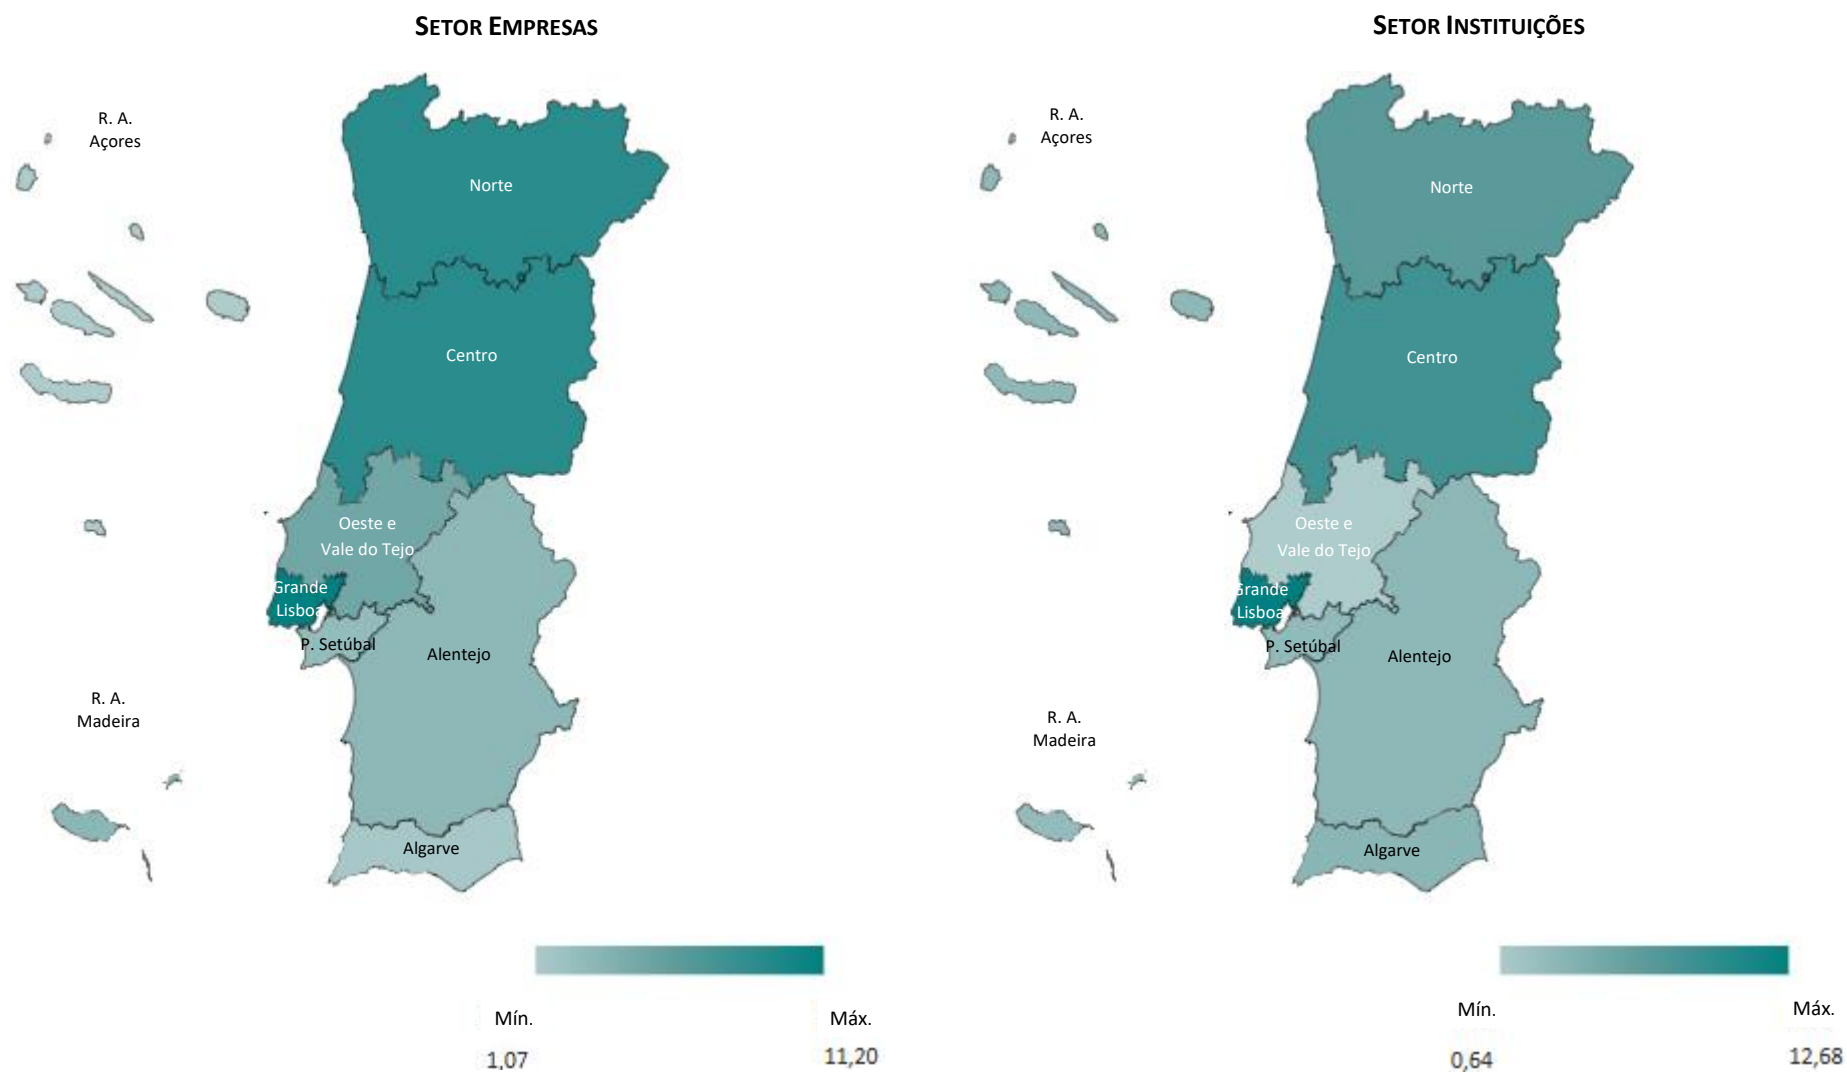 SETOR EMPRESAS
R. A.
Açores
Norte
Centro
Oeste e
Vale do Tejo
Grande
Lisboa
P. Setúbal
Alentejo
R. A.
Madeira
Algarve
Mín.
Máx.
1,07
11,20
SETOR INSTITUIÇÕES
R. A.
Açores
Norte
Centro
Oeste e
Vale do Tejo
Grande
Lisboa
P. Setúbal
Alentejo
R. A.
Madeira
Algarve
Mín.
Máx.
0,64
12,68